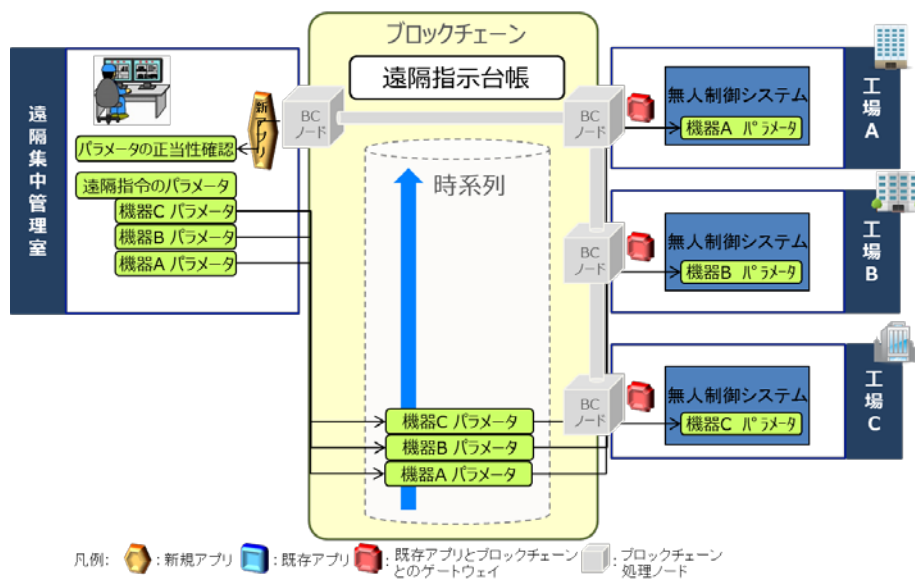 ブロックチェーン
遠隔指示台帳
遠隔集中管理室
新アプリ
BC
ノード
パラメータの正当性確認
遠隔指令のパラメータ
機器C パラメータ
機器B パラメータ
機器A パラメータ
時系列
機器C パラメータ
機器B パラメータ
機器A パラメータ
BC
ノード
無人制御システム
機器A パラメータ
工場A
BC
ノード
無人制御システム
機器B パラメータ
工場B
BC
ノード
無人制御システム
機器C パラメータ
工場C
凡例:
:新規アプリ
:既存アプリ
:既存アプリとブロックチェーン
とのゲートウェイ
:ブロックチェーン
処理ノード